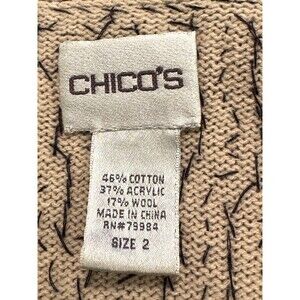 CHICO'S
46% COTTON
37% ACRYLIC
17% WOOL
MADE IN CHINA
RN#79984
SIZE 2